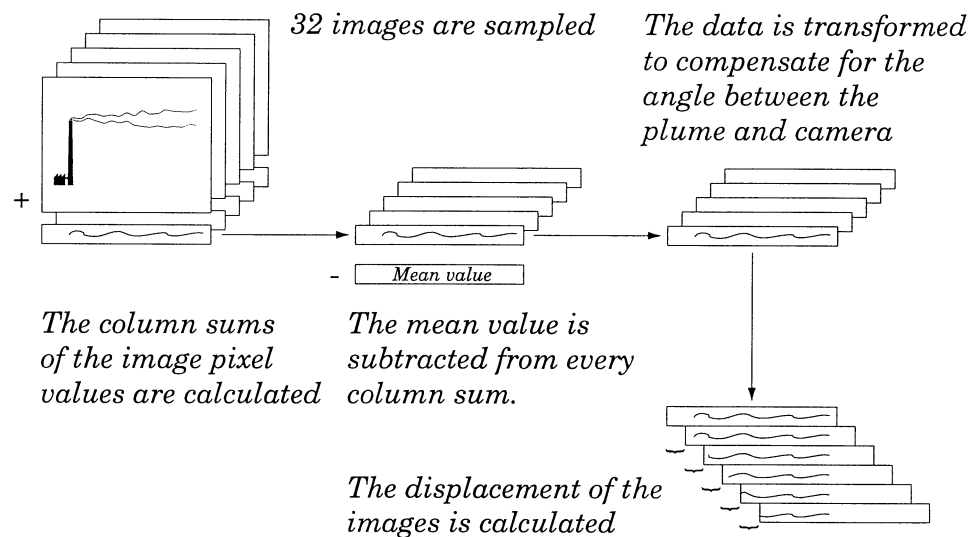 32 images are sampled
The data is transformed
to compensate for the
angle between the
plume and camera
+
- Mean value
The column sums
of the image pixel
values are calculated
The mean value is
subtracted from every
column sum.
The displacement of the
images is calculated